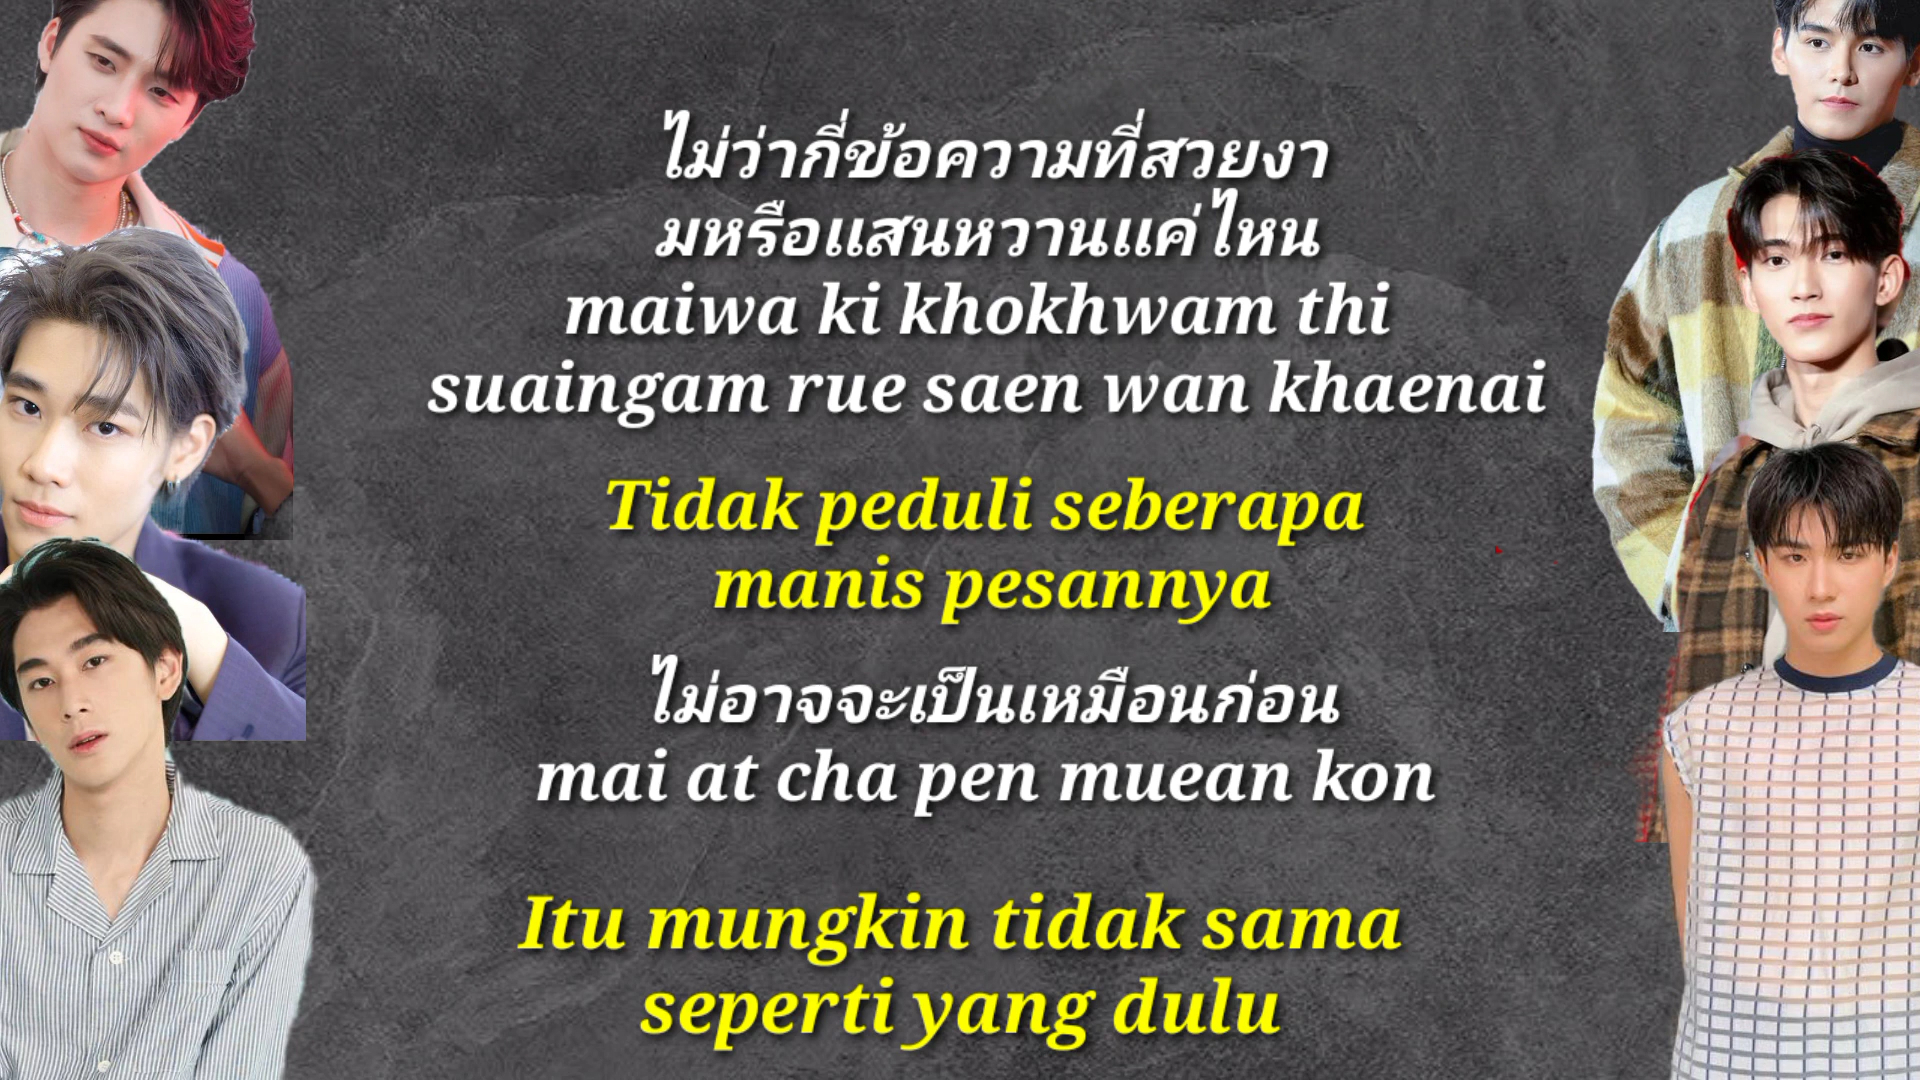 ไม่ว่ากี่ข้อความที่สวยงา
มหรือแสนหวานแค่ไหน
maiwa ki khokhwam thi
suaingam rue saen wan khaenai
Tidak peduli seberapa
manis pesannya
ไม่อาจจะเป็นเหมือนก่อน
mai at cha pen muean kon
Itu mungkin tidak sama
seperti yang dulu